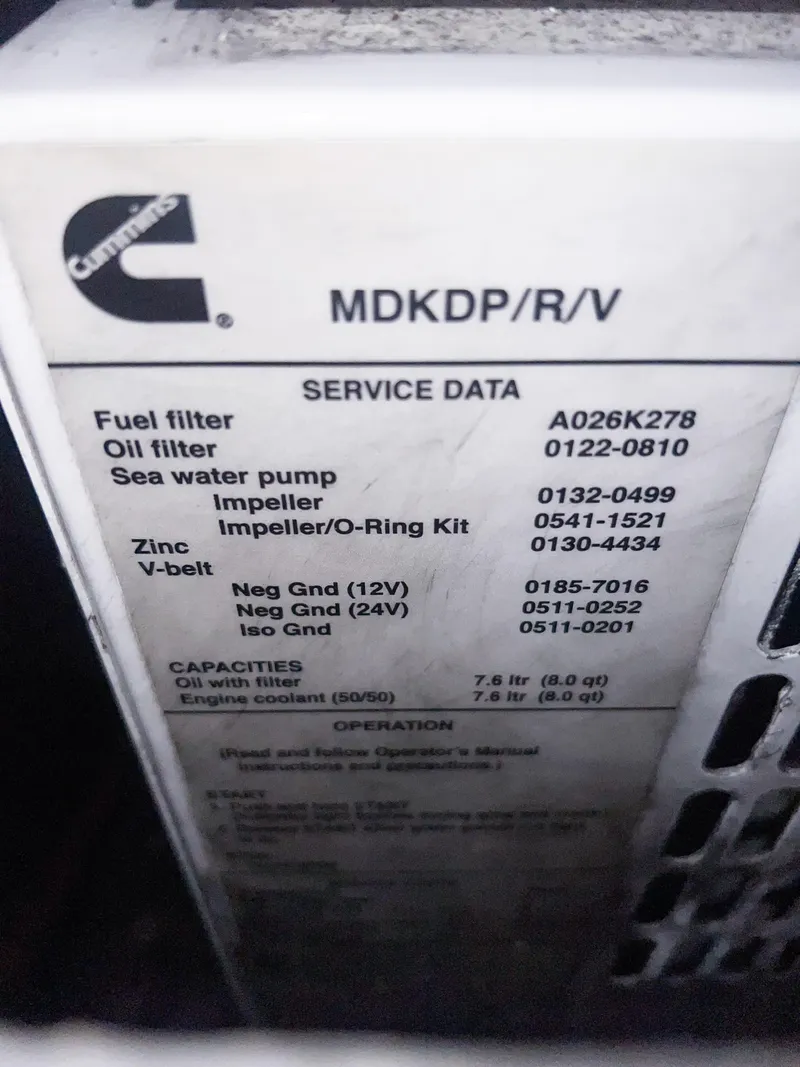 Cummins
®
MDKDP/R/V
SERVICE DATA
Fuel filter A026K278
Oil filter 0122-0810
Sea water pump
Impeller 0132-0499
Impeller/O-Ring Kit 0541-1521
Zinc 0130-4434
V-belt
Neg Gnd (12V) 0185-7016
Neg Gnd (24V) 0511-0252
Iso Gnd 0511-0201
CAPACITIES
Oil with filter 7.6 ltr (8.0 qt)
Engine coolant (50/50) 7.6 ltr (8.0 qt)
OPERATION
(Read and follow Operator's Manual
instructions and precautions.)
START